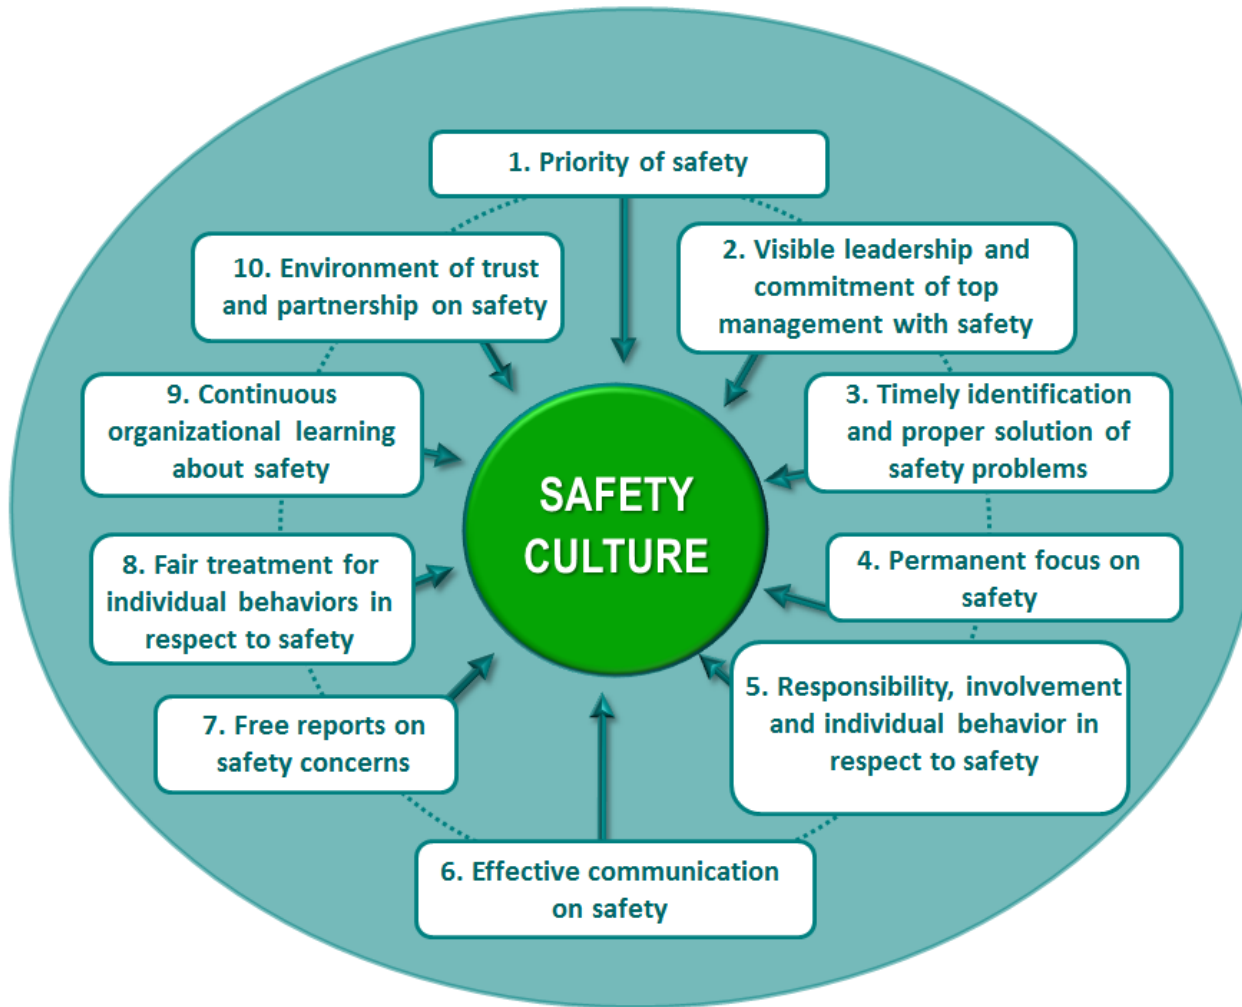 1. Priority of safety
2. Visible leadership and
commitment of top
management with safety
3. Timely identification
and proper solution of
safety problems
4. Permanent focus on
safety
5. Responsibility, involvement
and individual behavior in
respect to safety
6. Effective communication
on safety
7. Free reports on
safety concerns
8. Fair treatment for
individual behaviors in
respect to safety
9. Continuous
organizational learning
about safety
10. Environment of trust
and partnership on safety
SAFETY
CULTURE